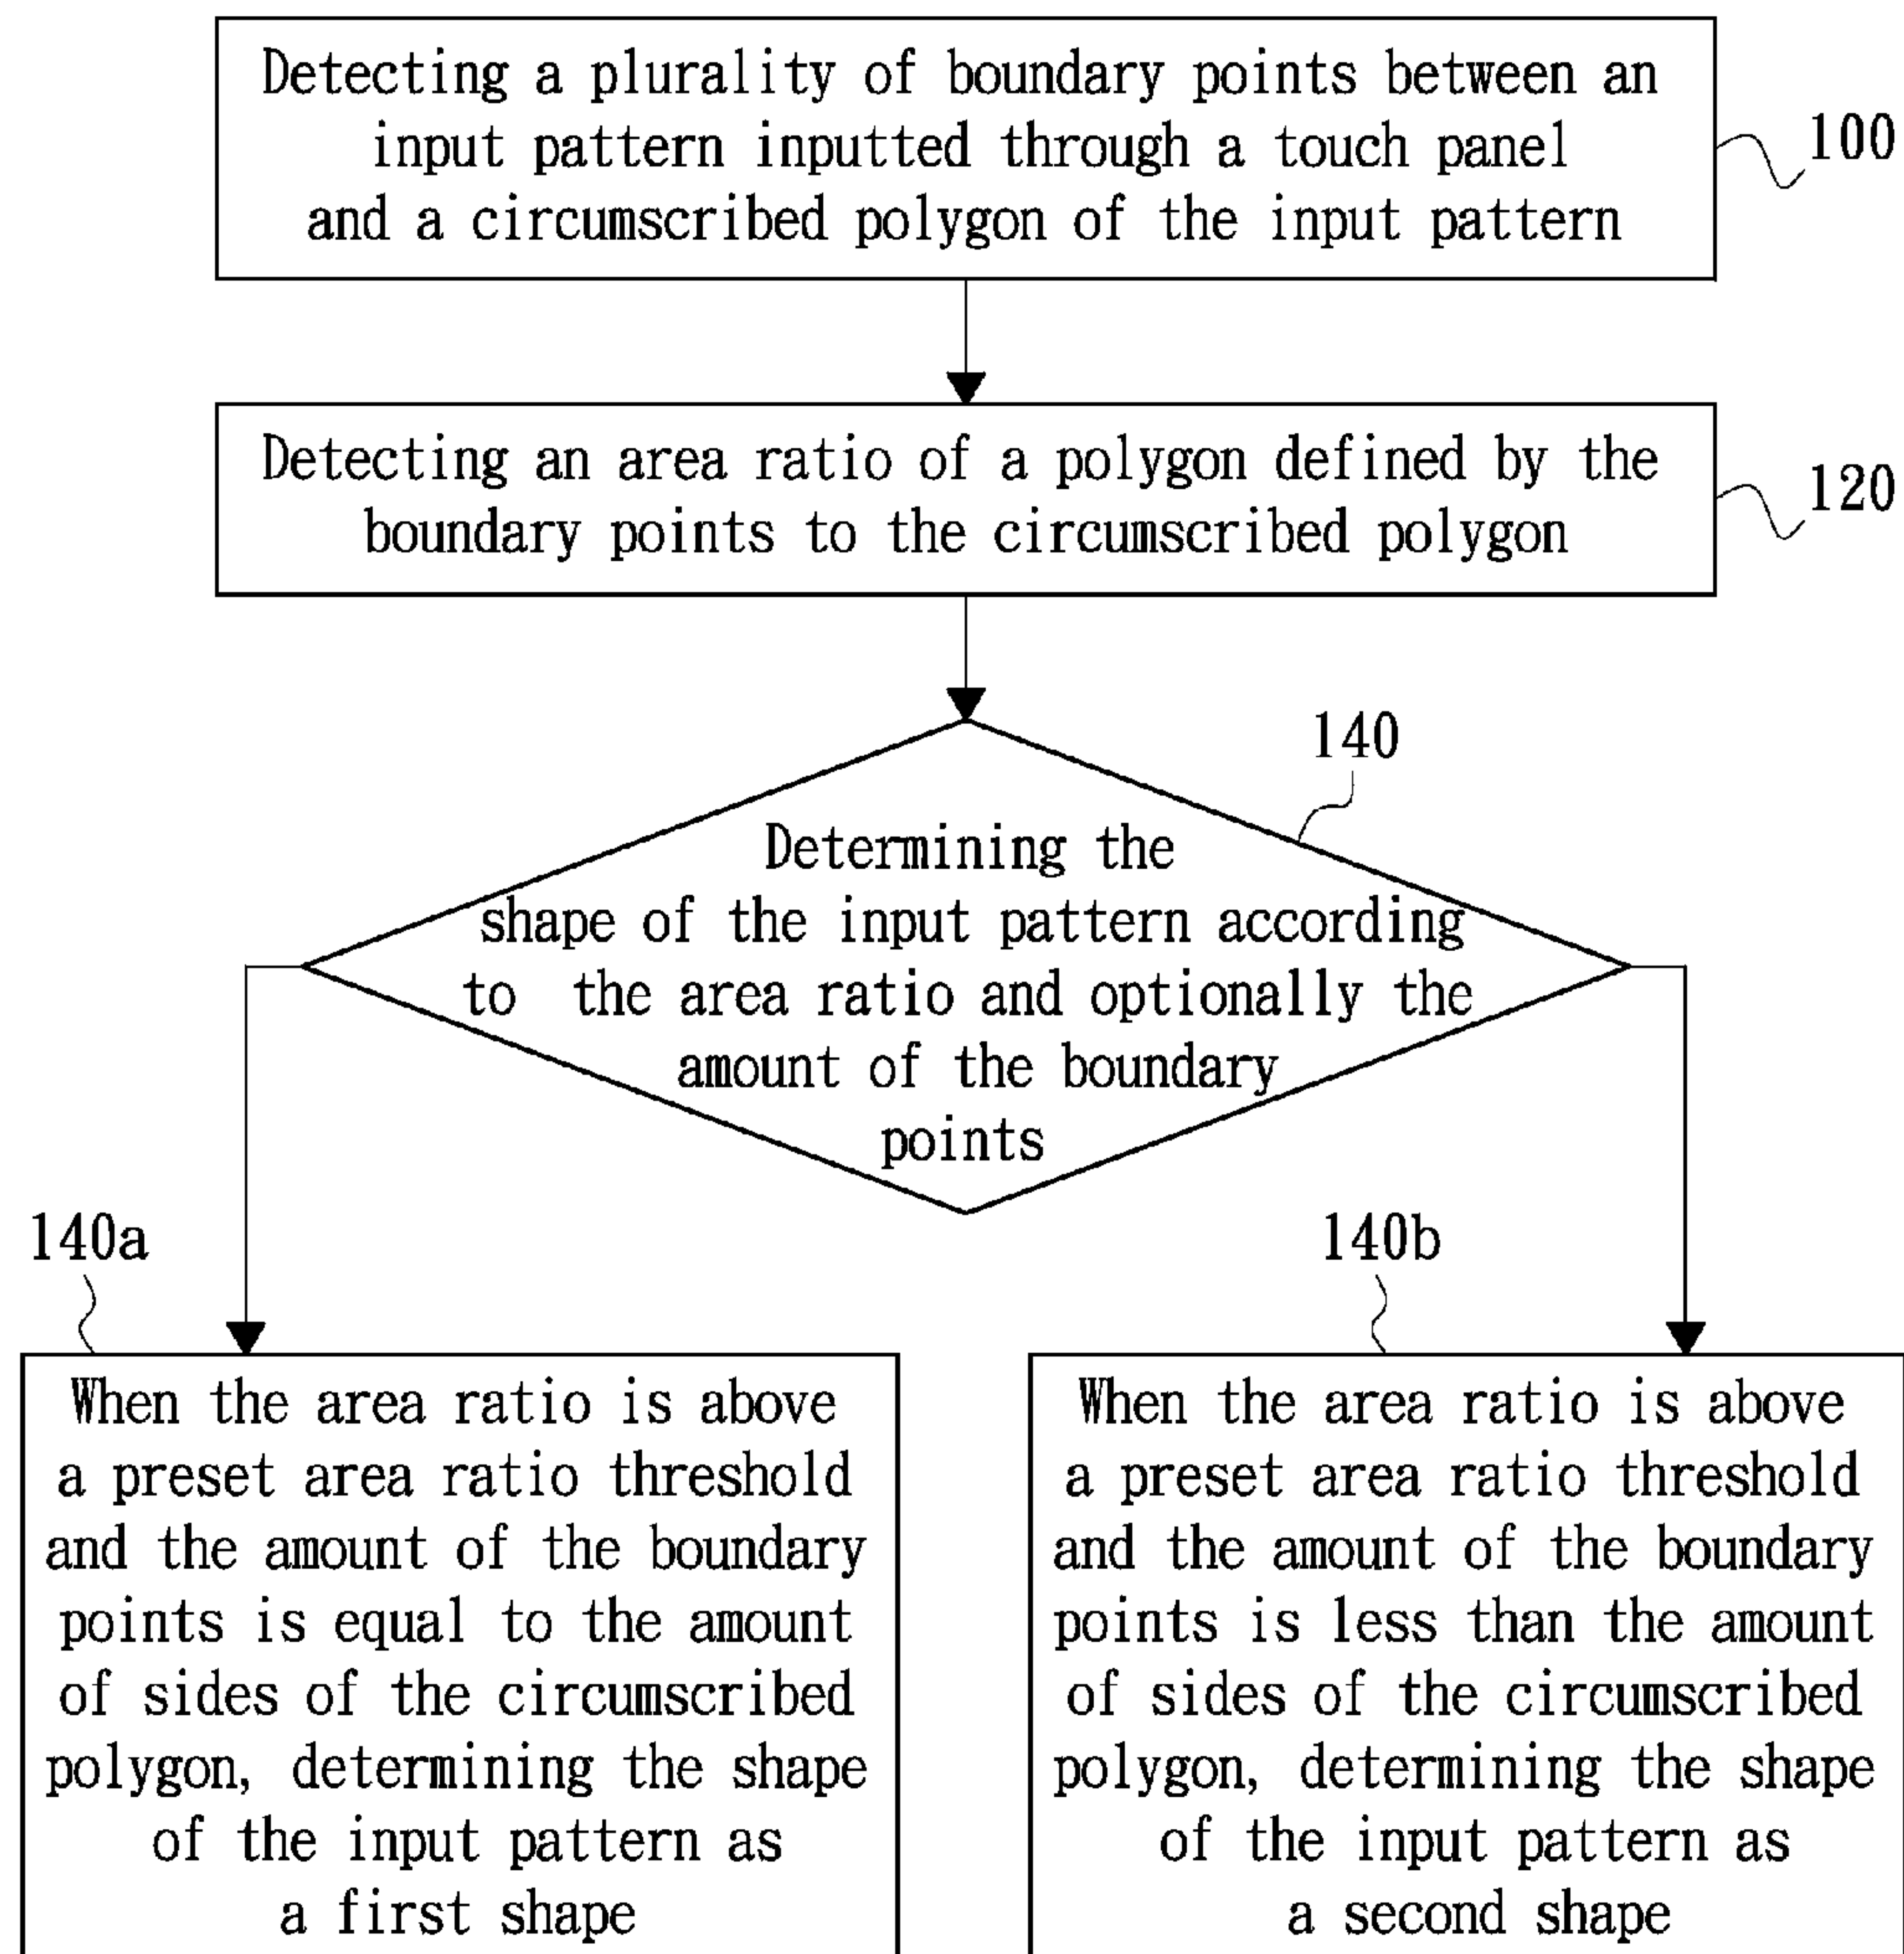 Detecting a plurality of boundary points between an
input pattern inputted through a touch panel
and a circumscribed polygon of the input pattern
100
Detecting an area ratio of a polygon defined by the
boundary points to the circumscribed polygon
120
140
Determining the
shape of the input pattern according
to the area ratio and optionally the
amount of the boundary
points
140a
When the area ratio is above
a preset area ratio threshold
and the amount of the boundary
points is equal to the amount
of sides of the circumscribed
polygon, determining the shape
of the input pattern as
a first shape
140b
When the area ratio is above
a preset area ratio threshold
and the amount of the boundary
points is less than the amount
of sides of the circumscribed
polygon, determining the shape
of the input pattern as
a second shape